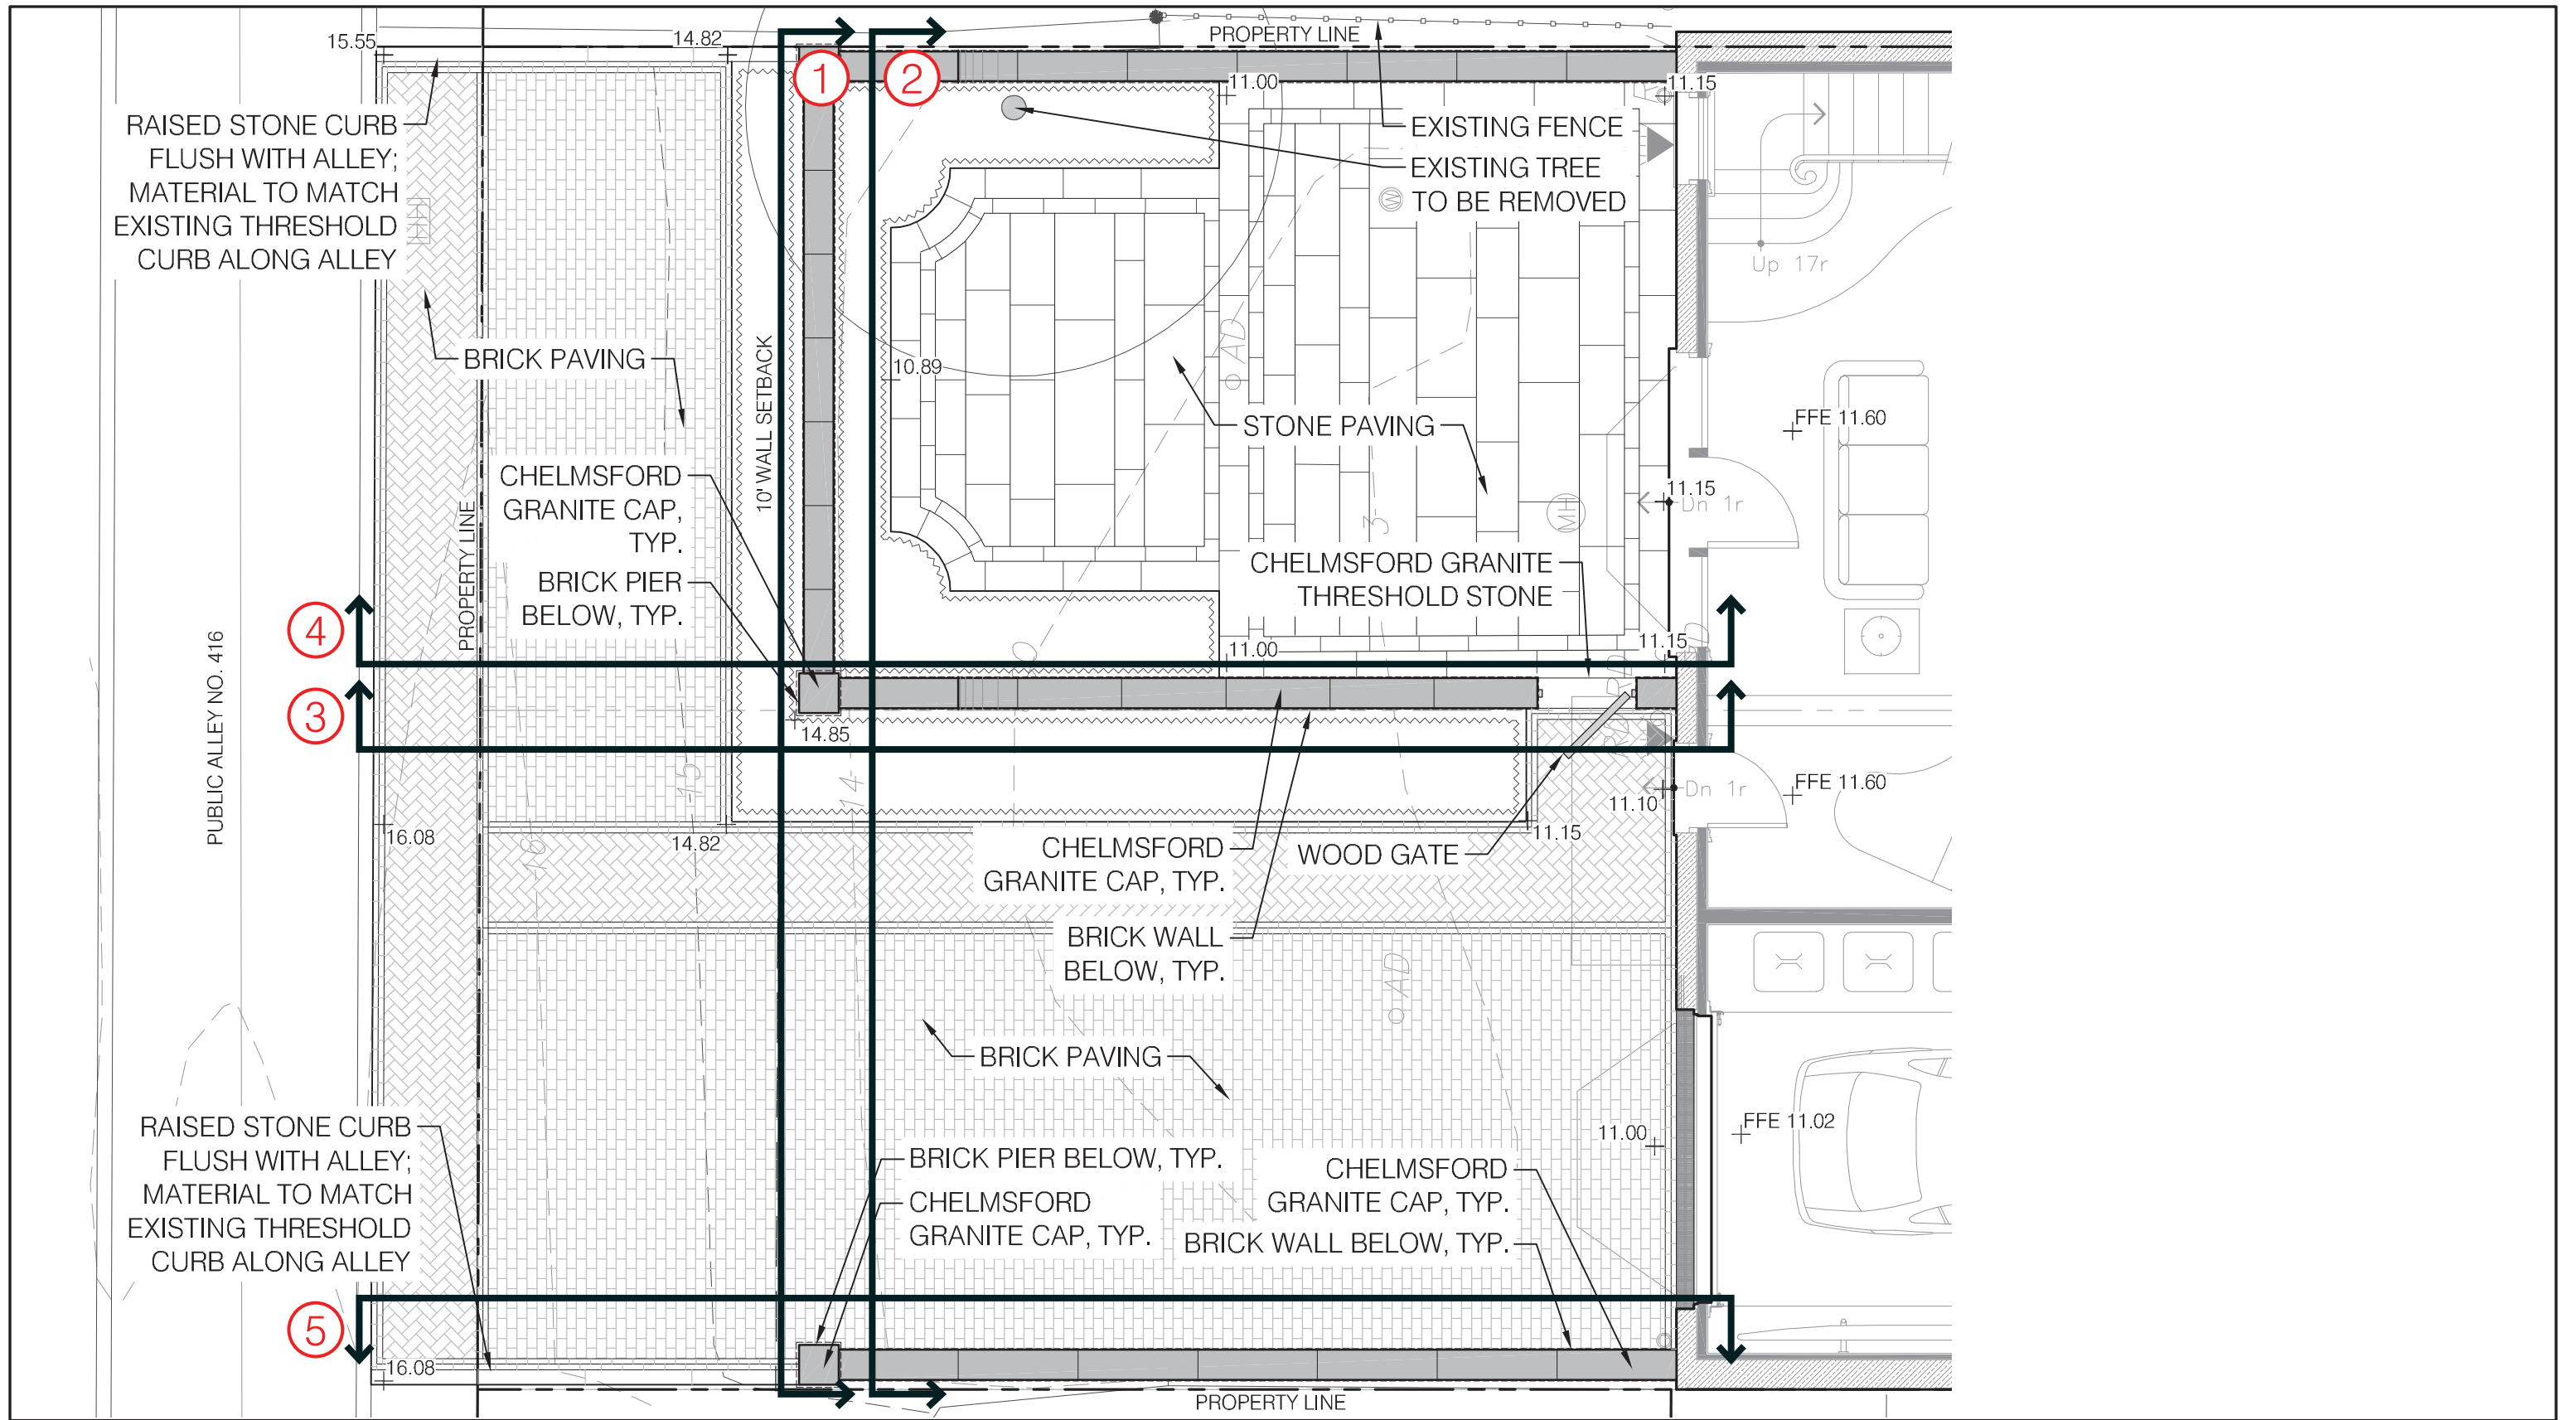 15.55
14.82
PROPERTY LINE
1
2
11.00
11.15
RAISED STONE CURB
FLUSH WITH ALLEY;
MATERIAL TO MATCH
EXISTING THRESHOLD
CURB ALONG ALLEY
EXISTING FENCE
EXISTING TREE
TO BE REMOVED
W
Up 17r
BRICK PAVING
10' WALL SETBACK
10.89
AD
STONE PAVING
FFE 11.60
CHELMSFORD
GRANITE CAP,
TYP.
BRICK PIER
BELOW, TYP.
PROPERTY LINE
11.15
Dn 1r
MH
13
CHELMSFORD GRANITE
THRESHOLD STONE
11.00
11.15
4
3
PUBLIC ALLEY NO. 416
14.85
15
14
11.10
Dn 1r
FFE 11.60
16.08
14.82
16
11.15
CHELMSFORD
GRANITE CAP, TYP.
WOOD GATE
BRICK WALL
BELOW, TYP.
AD
BRICK PAVING
RAISED STONE CURB
FLUSH WITH ALLEY;
MATERIAL TO MATCH
EXISTING THRESHOLD
CURB ALONG ALLEY
11.00
FFE 11.02
BRICK PIER BELOW, TYP.
CHELMSFORD
GRANITE CAP, TYP.
CHELMSFORD
GRANITE CAP, TYP.
BRICK WALL BELOW, TYP.
5
16.08
PROPERTY LINE